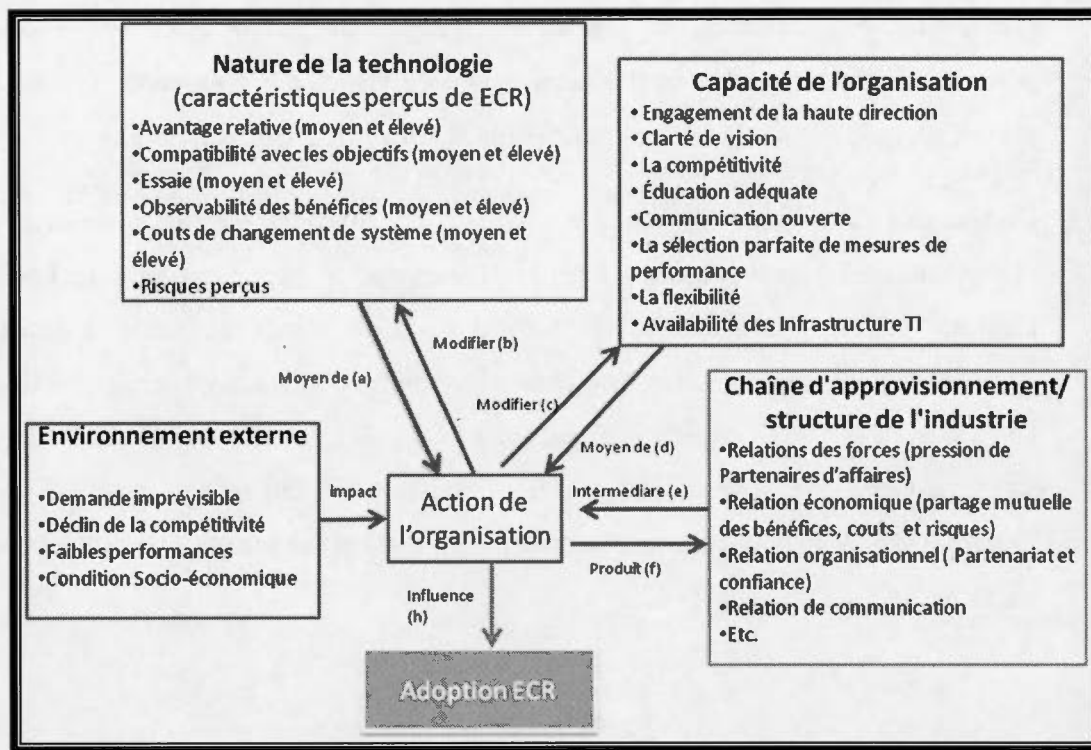 Nature de la technologie
(caractéristiques perçus de ECR)
•Avantage relative (moyen et élevé)
•Compatibilité avec les objectifs (moyen et élevé)
•Essaie (moyen et élevé)
•Observabilité des bénéfices (moyen et élevé)
•Couts de changement de système (moyen et
élevé)
•Risques perçus
Capacité de l'organisation
• Engagement de la haute direction
• Clarté de vision
• La compétitivité
• Éducation adéquate
•Communication ouverte
•La sélection parfaite de mesures de
performance
•La flexibilité
• Availabilité des Infrastructure TI
Modifier (b)
Moyen de (a)
Modifier (c)
Moyen de (d)
Chaîne d'approvisionnement/
structure de l'industrie
•Relations des forces (pression de
Partenaires d'affaires)
•Relation économique (partage mutuelle
des bénéfices, couts et risques)
•Relation organisationnel ( Partenariat et
confiance)
•Relation de communication
•Etc.
Environnement externe
•Demande imprévisible
•Déclin de la compétitivité
•Faibles performances
•Condition Socio-économique
Impact
Action de
l'organisation
Intermediare (e)
Produit (f)
Influence
(h)
Adoption ECR